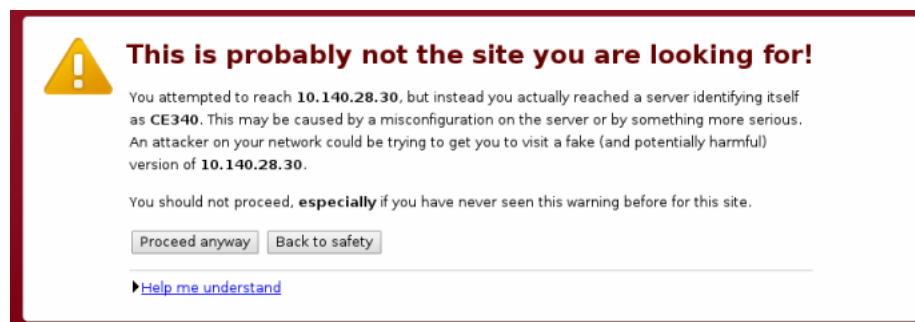 This is probably not the site you are looking for!
You attempted to reach 10.140.28.30, but instead you actually reached a server identifying itself
as CE340. This may be caused by a misconfiguration on the server or by something more serious.
An attacker on your network could be trying to get you to visit a fake (and potentially harmful)
version of 10.140.28.30.
You should not proceed, especially if you have never seen this warning before for this site.
Proceed anyway Back to safety
Help me understand